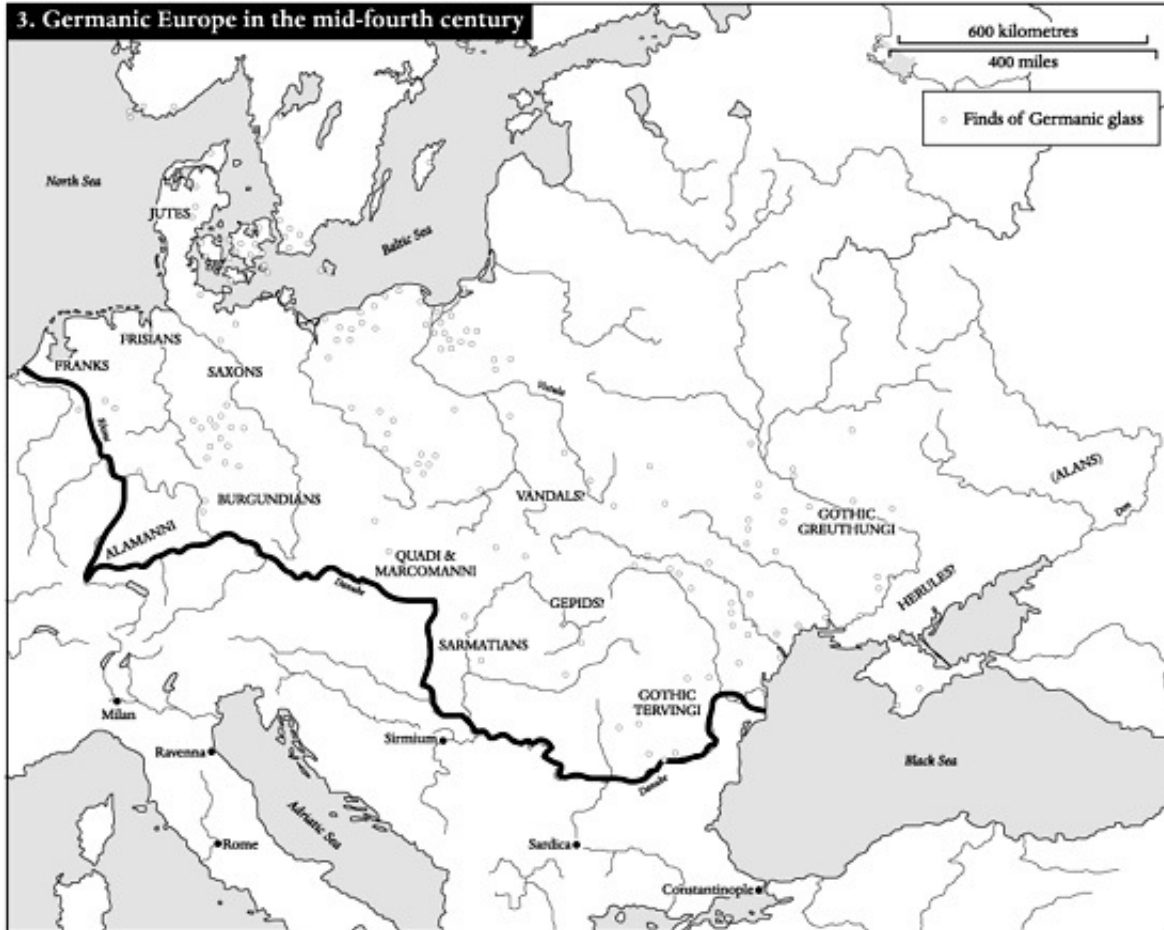 3. Germanic Europe in the mid-fourth century
600 kilometres
400 miles
Finds of Germanic glass
North Sea
JUTES
Baltic Sea
FRISIANS
FRANKS
SAXONS
Rhine
Vistula
(ALANS)
BURGUNDIANS
VANDALS?
GOTHIC
GREUTHUNGI
Don
ALAMANNI
QUADI &
MARCOMANNI
Danube
HERULES?
GEPIDS?
SARMATIANS
GOTHIC
TERVINGI
Milan
Sirmium
Ravenna
Black Sea
Danube
Adriatic Sea
Rome
Sardica
Constantinople